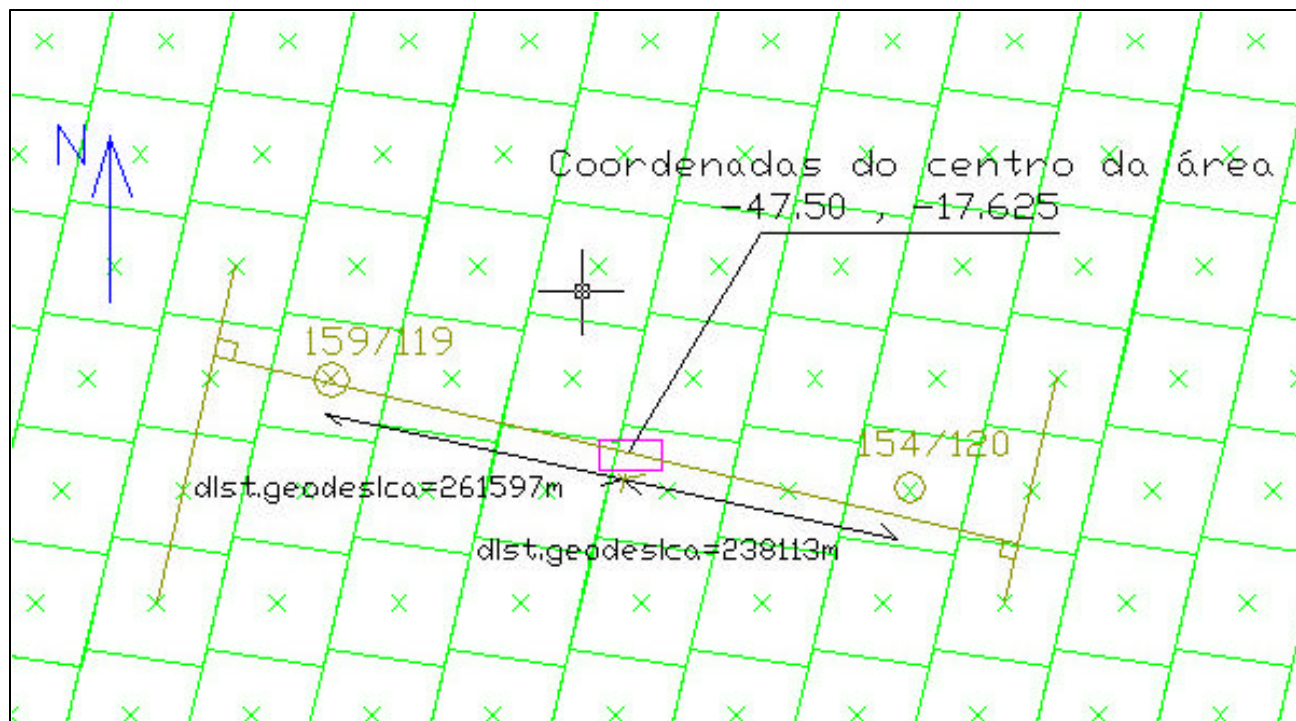 N
Coordenadas do centro da área
-47.50 , -17.625
159/119
154/120
dist.geodesica=261597m
dist.geodesica=238113m